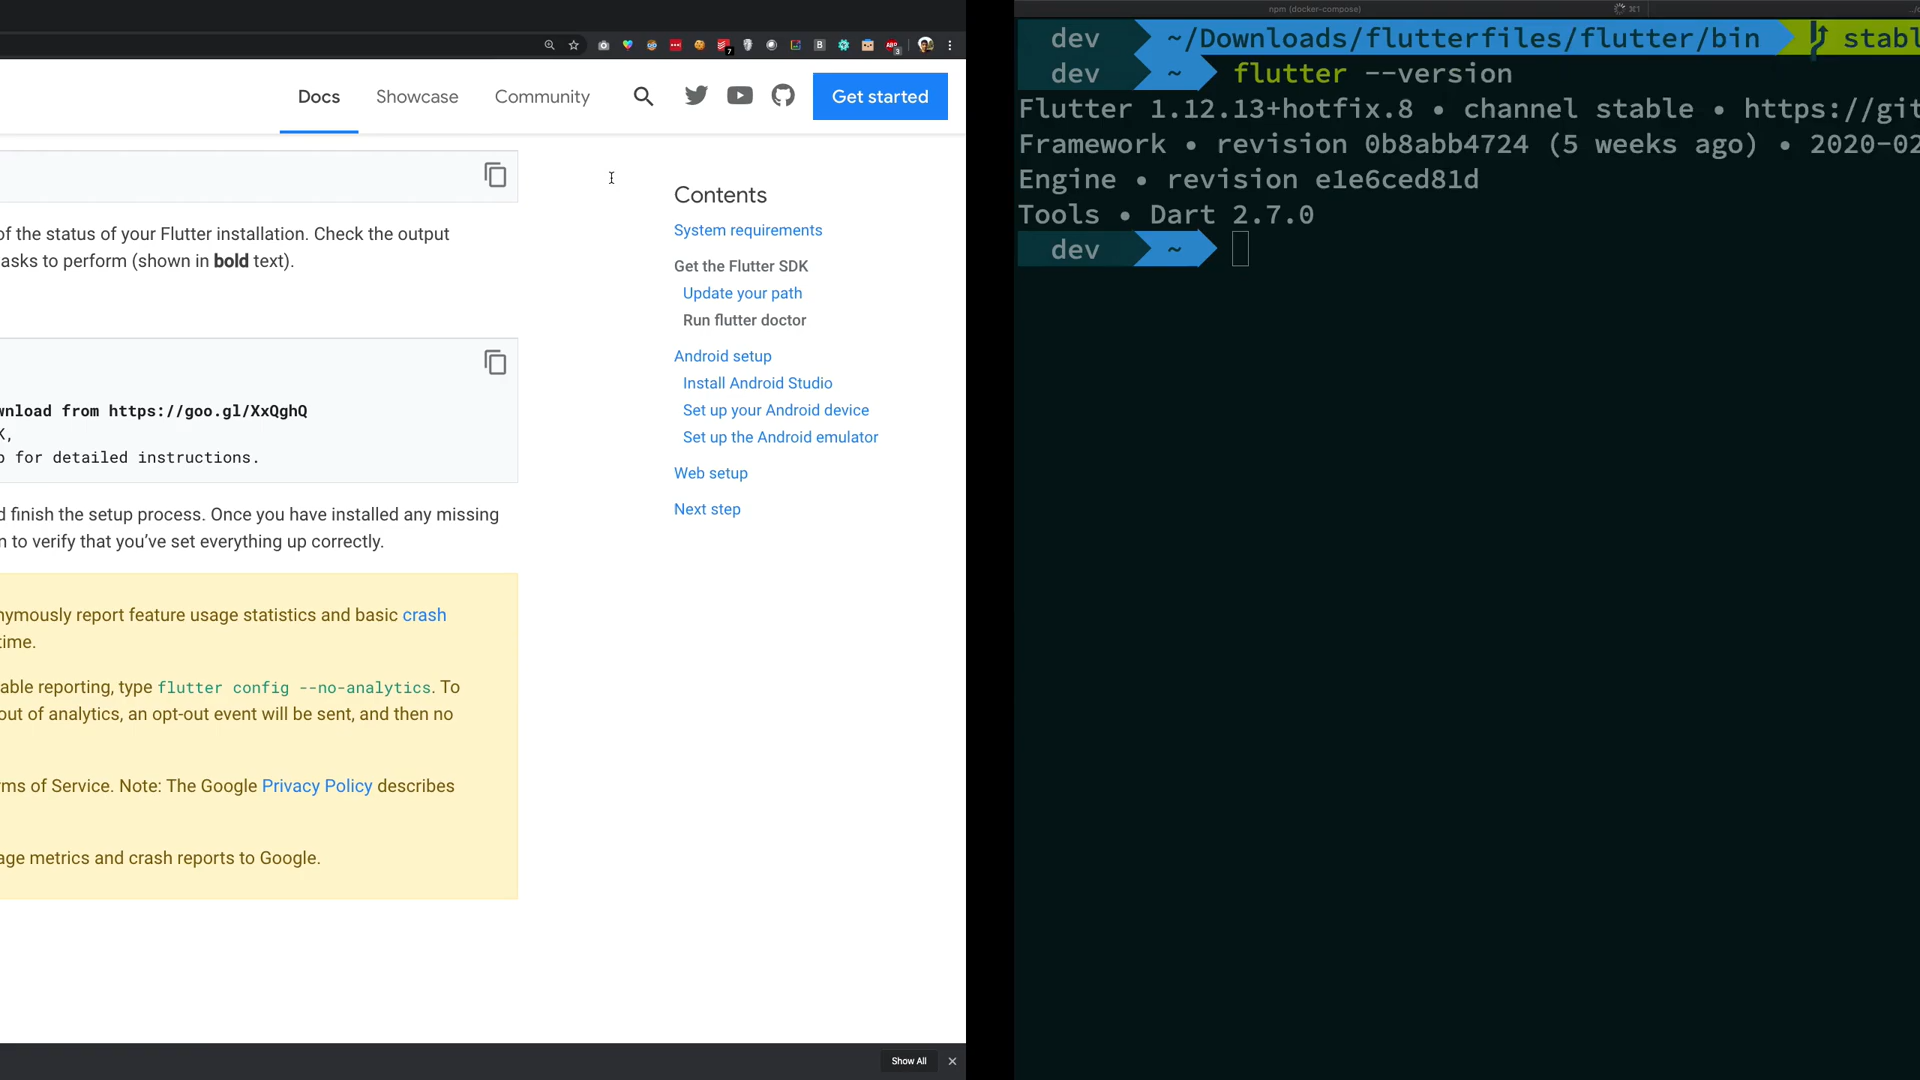 Docs
Showcase
Community
Get started
of the status of your Flutter installation. Check the output
asks to perform (shown in bold text).
wnload from https://goo.gl/XxQghQ
K,
for detailed instructions.
finish the setup process. Once you have installed any missing
to verify that you've set everything up correctly.
nymously report feature usage statistics and basic crash
time.
able reporting, type flutter config --no-analytics. To
out of analytics, an opt-out event will be sent, and then no
rms of Service. Note: The Google Privacy Policy describes
age metrics and crash reports to Google.
Contents
System requirements
Get the Flutter SDK
Update your path
Run flutter doctor
Android setup
Install Android Studio
Set up your Android device
Set up the Android emulator
Web setup
Next step
Show All
npm (docker-compose)
⌘1
dev ~/Downloads/flutterfiles/flutter/bin stabl
dev ~ flutter --version
Flutter 1.12.13+hotfix.8 • channel stable • https://git
Framework • revision 0b8abb4724 (5 weeks ago) • 2020-02
Engine • revision e1e6ced81d
Tools • Dart 2.7.0
dev ~